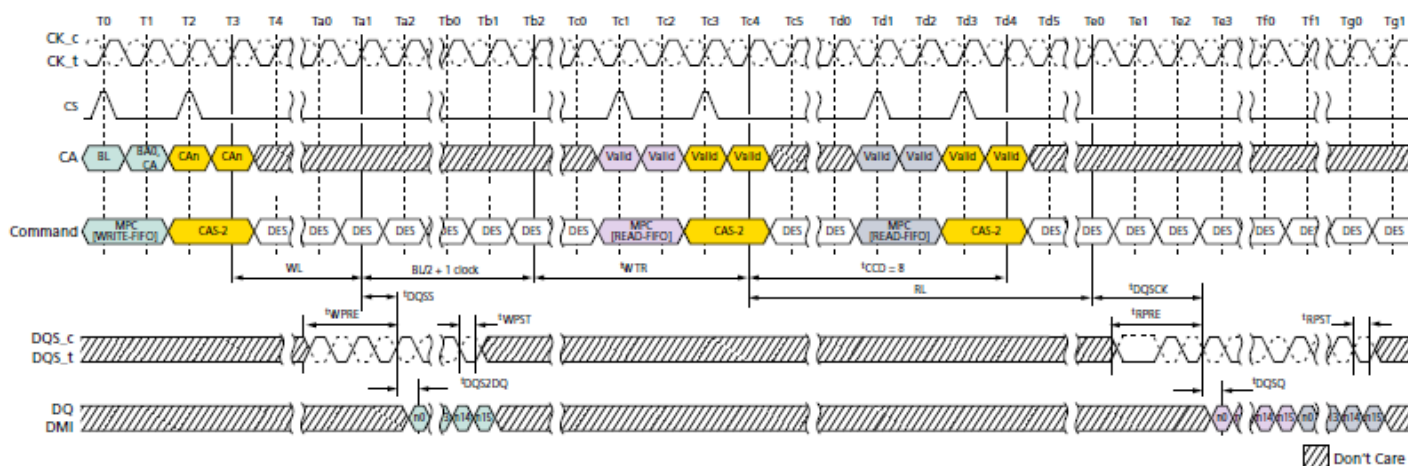 T0 T1 T2 T3 T4 Ta0 Ta1 Ta2 Tb0 Tb1 Tb2 Tc0 Tc1 Tc2 Tc3 Tc4 Tc5 Td0 Td1 Td2 Td3 Td4 Td5 Te0 Te1 Te2 Te3 Tf0 Tf1 Tg0 Tg1
CK_c
CK_t
CS
CA BL BA0, CA CAn CAn Valid Valid Valid Valid Valid Valid Valid Valid
Command MPC [WRITE-FIFO] CAS-2 DES DES DES DES DES DES DES DES MPC [READ-FIFO] CAS-2 DES DES MPC [READ-FIFO] CAS-2 DES DES DES DES DES DES DES DES DES
WL BL/2 + 1 clock tWTR tCCD = 8
RL tDQSCK
tDQSS
tWPRE tWPST tRPRE tRPST
DQS_c
DQS_t
tDQS2DQ tDQSQ
DQ
DMI
n0 n14 n15 n0 n14 n15 n0 n14 n15
Don't Care